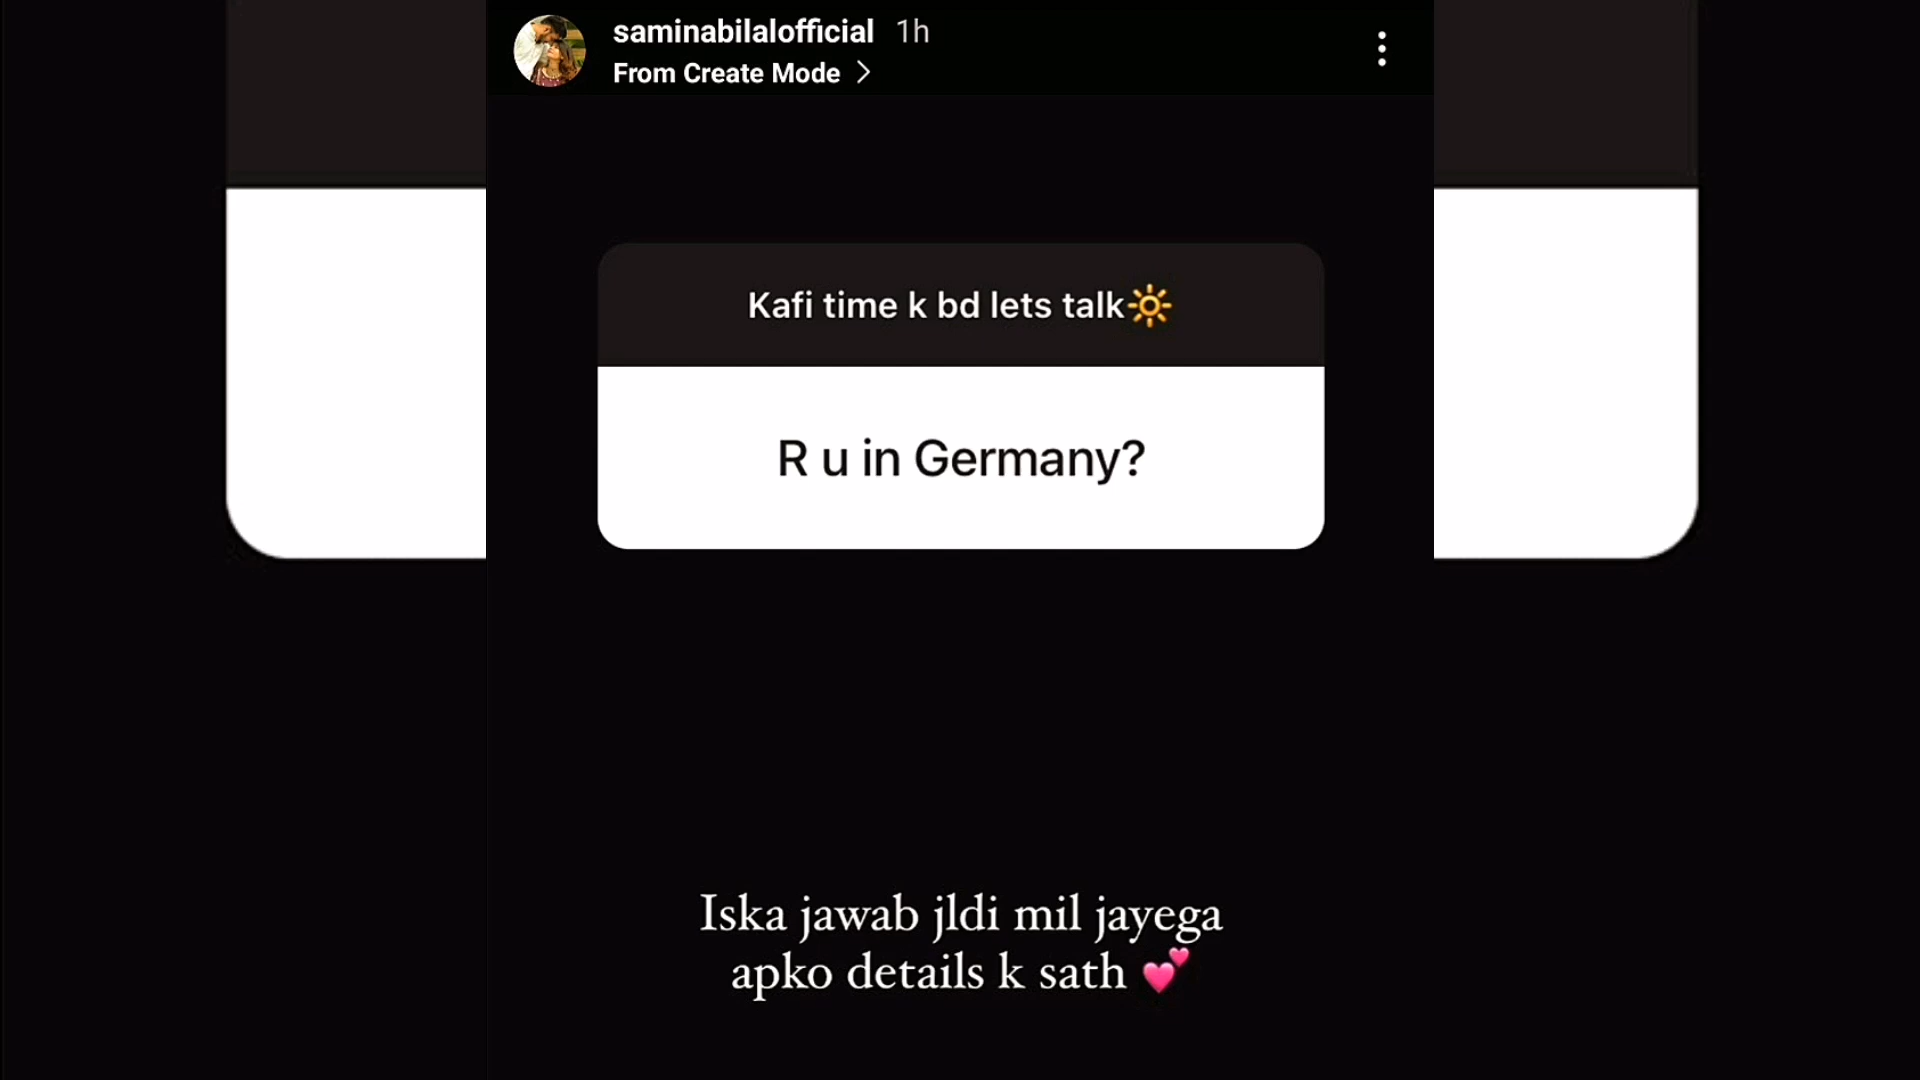 saminabilalofficial 1h
From Create Mode >
Kafi time k bd lets talk🔆
R u in Germany?
Iska jawab jldi mil jayega
apko details k sath 💕